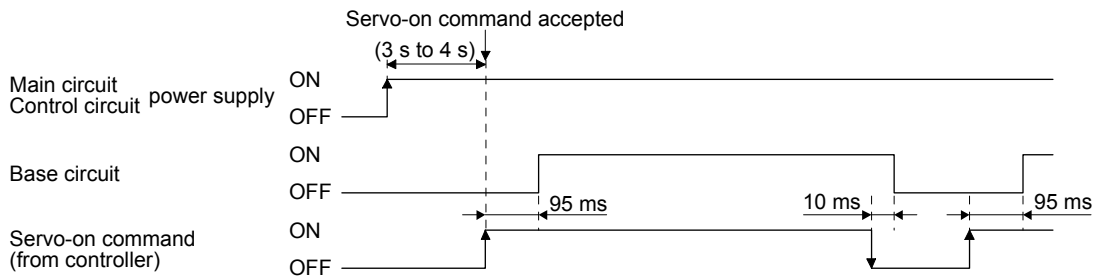 Servo-on command accepted
(3 s to 4 s)
Main circuit
Control circuit
power supply
ON
OFF
Base circuit
ON
OFF
95 ms
10 ms
95 ms
Servo-on command
(from controller)
ON
OFF